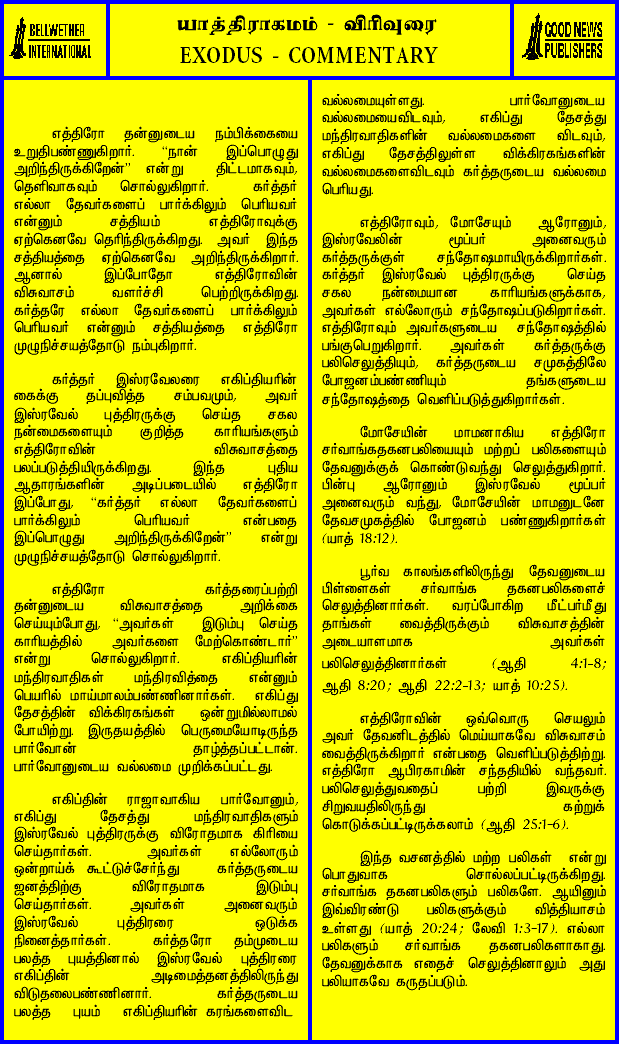 BELLWETHER
INTERNATIONAL
யாத்திராகமம் - விரிவுரை
EXODUS - COMMENTARY
GOOD NEWS
PUBLISHERS
எத்திரோ தன்னுடைய நம்பிக்கையை
உறுதிபண்ணுகிறார். “நான் இப்பொழுது
அறிந்திருக்கிறேன்” என்று திட்டமாகவும்,
தெளிவாகவும் சொல்லுகிறார். கர்த்தர்
எல்லா தேவர்களைப் பார்க்கிலும் பெரியவர்
என்னும் சத்தியம் எத்திரோவுக்கு
ஏற்கெனவே தெரிந்திருக்கிறது. அவர் இந்த
சத்தியத்தை ஏற்கெனவே அறிந்திருக்கிறார்.
ஆனால் இப்போதோ எத்திரோவின்
விசுவாசம் வளர்ச்சி பெற்றிருக்கிறது.
கர்த்தரே எல்லா தேவர்களைப் பார்க்கிலும்
பெரியவர் என்னும் சத்தியத்தை எத்திரோ
முழுநிச்சயத்தோடு நம்புகிறார்.
கர்த்தர் இஸ்ரவேலரை எகிப்தியரின்
கைக்கு தப்புவித்த சம்பவமும், அவர்
இஸ்ரவேல் புத்திரருக்கு செய்த சகல
நன்மைகளையும் குறித்த காரியங்களும்
எத்திரோவின் விசுவாசத்தை
பலப்படுத்தியிருக்கிறது. இந்த புதிய
ஆதாரங்களின் அடிப்படையில் எத்திரோ
இப்போது, “கர்த்தர் எல்லா தேவர்களைப்
பார்க்கிலும் பெரியவர் என்பதை
இப்பொழுது அறிந்திருக்கிறேன்” என்று
முழுநிச்சயத்தோடு சொல்லுகிறார்.
எத்திரோ கர்த்தரைப்பற்றி
தன்னுடைய விசுவாசத்தை அறிக்கை
செய்யும்போது, “அவர்கள் இடும்பு செய்த
காரியத்தில் அவர்களை மேற்கொண்டார்”
என்று சொல்லுகிறார். எகிப்தியரின்
மந்திரவாதிகள் மந்திரவித்தை என்னும்
பெயரில் மாய்மாலம்பண்ணினார்கள். எகிப்து
தேசத்தின் விக்கிரகங்கள் ஒன்றுமில்லாமல்
போயிற்று. இருதயத்தில் பெருமையோடிருந்த
பார்வோன் தாழ்த்தப்பட்டான்.
பார்வோனுடைய வல்லமை முறிக்கப்பட்டது.
எகிப்தின் ராஜாவாகிய பார்வோனும்,
எகிப்து தேசத்து மந்திரவாதிகளும்
இஸ்ரவேல் புத்திரருக்கு விரோதமாக கிரியை
செய்தார்கள். அவர்கள் எல்லோரும்
ஒன்றாய்க் கூட்டுச்சேர்ந்து கர்த்தருடைய
ஜனத்திற்கு விரோதமாக இடும்பு
செய்தார்கள். அவர்கள் அனைவரும்
இஸ்ரவேல் புத்திரரை ஒடுக்க
நினைத்தார்கள். கர்த்தரோ தம்முடைய
பலத்த புயத்தினால் இஸ்ரவேல் புத்திரரை
எகிப்தின் அடிமைத்தனத்திலிருந்து
விடுதலைபண்ணினார். கர்த்தருடைய
பலத்த புயம் எகிப்தியரின் கரங்களைவிட
வல்லமையுள்ளது. பார்வோனுடைய
வல்லமையைவிடவும், எகிப்து தேசத்து
மந்திரவாதிகளின் வல்லமைகளை விடவும்,
எகிப்து தேசத்திலுள்ள விக்கிரகங்களின்
வல்லமைகளைவிடவும் கர்த்தருடைய வல்லமை
பெரியது.
எத்திரோவும், மோசேயும் ஆரோனும்,
இஸ்ரவேலின் மூப்பர் அனைவரும்
கர்த்தருக்குள் சந்தோஷமாயிருக்கிறார்கள்.
கர்த்தர் இஸ்ரவேல் புத்திரருக்கு செய்த
சகல நன்மையான காரியங்களுக்காக,
அவர்கள் எல்லோரும் சந்தோஷப்படுகிறார்கள்.
எத்திரோவும் அவர்களுடைய சந்தோஷத்தில்
பங்குபெறுகிறார். அவர்கள் கர்த்தருக்கு
பலிசெலுத்தியும், கர்த்தருடைய சமுகத்திலே
போஜனம்பண்ணியும் தங்களுடைய
சந்தோஷத்தை வெளிப்படுத்துகிறார்கள்.
மோசேயின் மாமனாகிய எத்திரோ
சர்வாங்கதகனபலியையும் மற்றப் பலிகளையும்
தேவனுக்குக் கொண்டுவந்து செலுத்துகிறார்.
பின்பு ஆரோனும் இஸ்ரவேல் மூப்பர்
அனைவரும் வந்து, மோசேயின் மாமனுடனே
தேவசமுகத்தில் போஜனம் பண்ணுகிறார்கள்
(யாத் 18:12).
பூர்வ காலங்களிலிருந்து தேவனுடைய
பிள்ளைகள் சர்வாங்க தகனபலிகளைச்
செலுத்தினார்கள். வரப்போகிற மீட்பர்மீது
தாங்கள் வைத்திருக்கும் விசுவாசத்தின்
அடையாளமாக அவர்கள்
பலிசெலுத்தினார்கள் (ஆதி 4:1-8;
ஆதி 8:20; ஆதி 22:2-13; யாத் 10:25).
எத்திரோவின் ஒவ்வொரு செயலும்
அவர் தேவனிடத்தில் மெய்யாகவே விசுவாசம்
வைத்திருக்கிறார் என்பதை வெளிப்படுத்திற்று.
எத்திரோ ஆபிரகாமின் சந்ததியில் வந்தவர்.
பலிசெலுத்துவதைப் பற்றி இவருக்கு
சிறுவயதிலிருந்து கற்றுக்
கொடுக்கப்பட்டிருக்கலாம் (ஆதி 25:1-6).
இந்த வசனத்தில் மற்ற பலிகள் என்று
பொதுவாக சொல்லப்பட்டிருக்கிறது.
சர்வாங்க தகனபலிகளும் பலிகளே. ஆயினும்
இவ்விரண்டு பலிகளுக்கும் வித்தியாசம்
உள்ளது (யாத் 20:24; லேவி 1:3-17). எல்லா
பலிகளும் சர்வாங்க தகனபலிகளாகாது.
தேவனுக்காக எதைச் செலுத்தினாலும் அது
பலியாகவே கருதப்படும்.